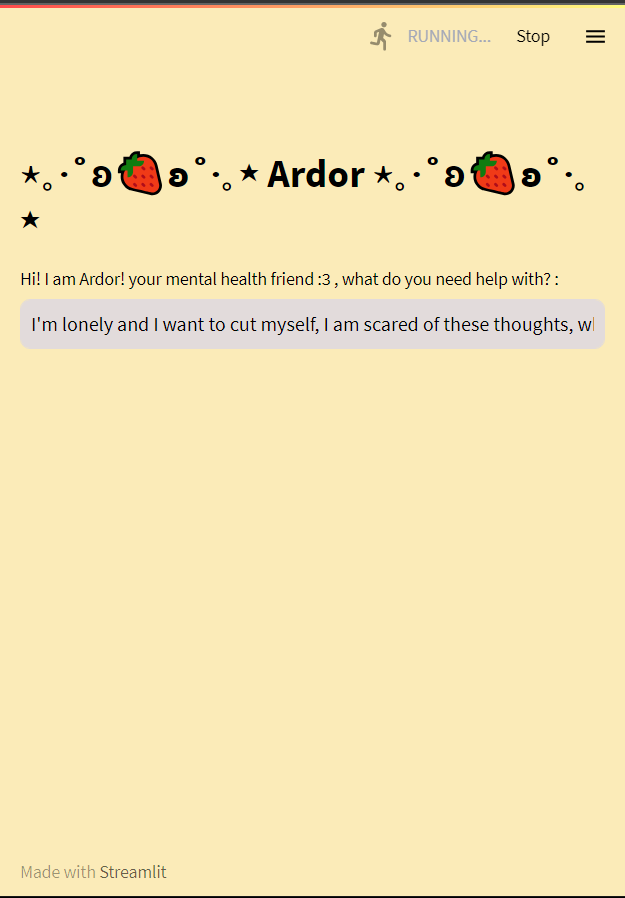 RUNNING... Stop
⋆｡‧˚ʚ🍓ɞ˚‧｡⋆ Ardor ⋆｡‧˚ʚ🍓ɞ˚‧｡
⋆
Hi! I am Ardor! your mental health friend :3 , what do you need help with? :
I'm lonely and I want to cut myself, I am scared of these thoughts,
Made with Streamlit